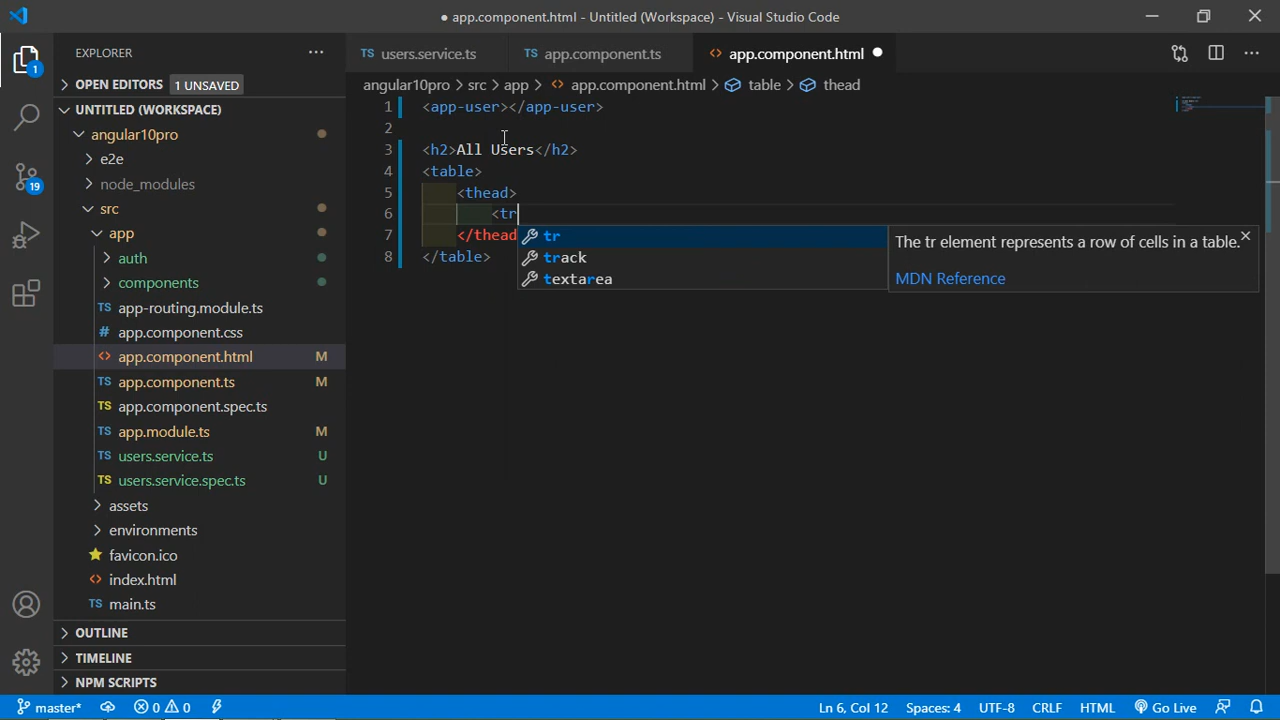 ● app.component.html - Untitled (Workspace) - Visual Studio Code
EXPLORER
users.service.ts
app.component.ts
app.component.html
OPEN EDITORS 1 UNSAVED
angular10pro > src > app > app.component.html > table > thead
UNTITLED (WORKSPACE)
angular10pro
e2e
node_modules
src
app
auth
components
app-routing.module.ts
app.component.css
app.component.html M
app.component.ts M
app.component.spec.ts
app.module.ts M
users.service.ts U
users.service.spec.ts U
assets
environments
favicon.ico
index.html
main.ts
OUTLINE
TIMELINE
NPM SCRIPTS
1
19
1 <app-user></app-user>
2
3 <h2>All Users</h2>
4 <table>
5 <thead>
6 <tr
7 </thead
8 </table>
tr
track
textarea
The tr element represents a row of cells in a table.
MDN Reference
master* 0 0
Ln 6, Col 12 Spaces: 4 UTF-8 CRLF HTML Go Live